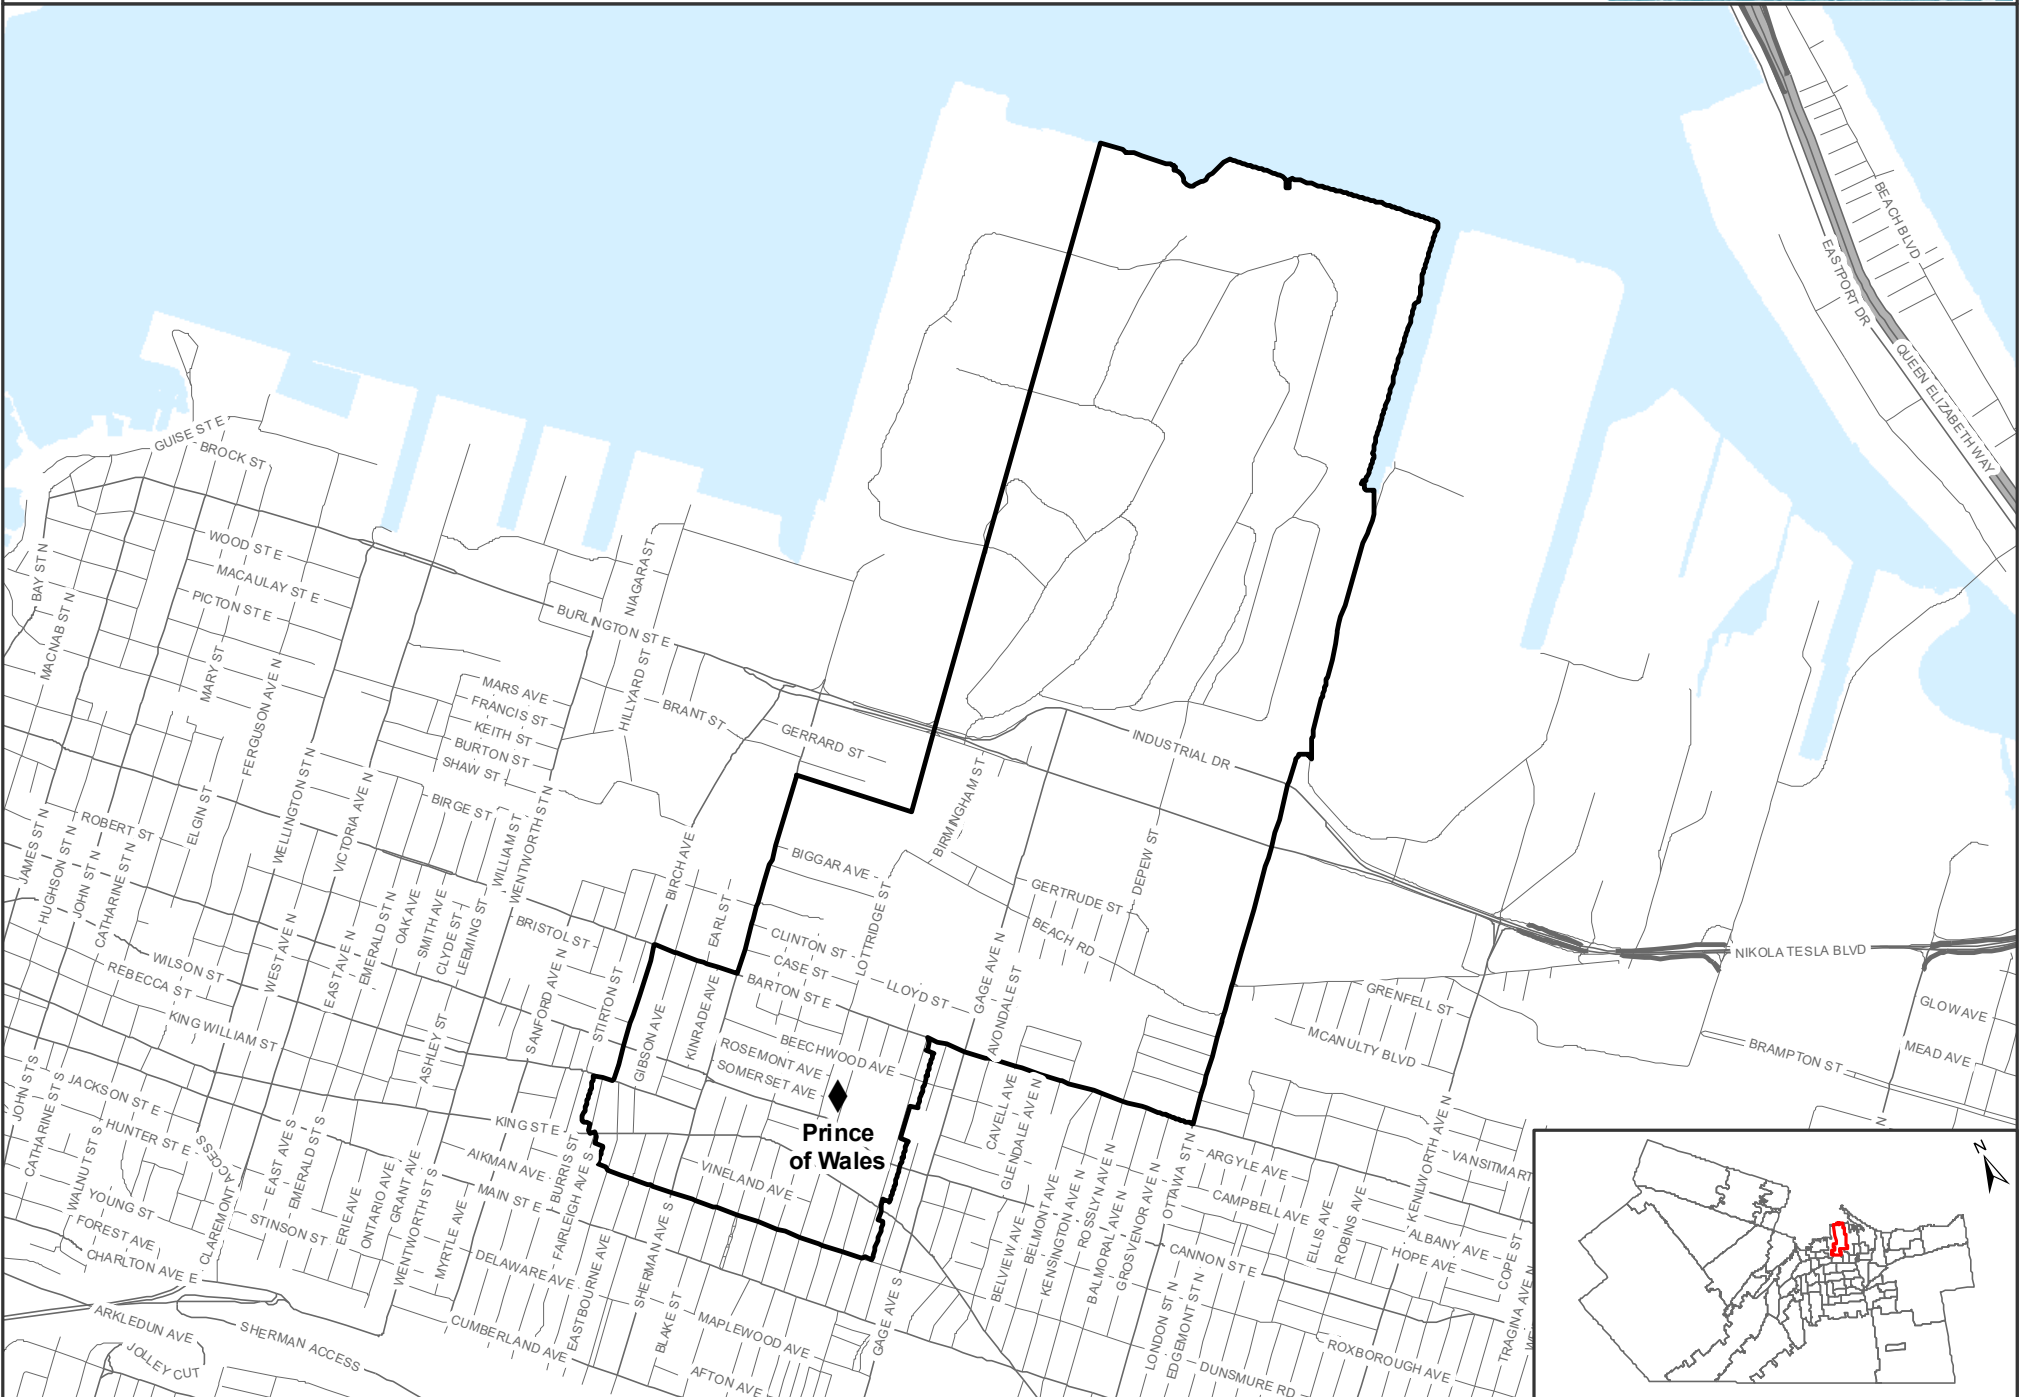 BEACH BLVD
EASTPORT DR
QUEEN ELIZABETH WAY
GUISE ST E
BROCK ST
WOOD ST E
MACAULAY ST E
PICTON ST E
BAY ST N
MACNAB ST N
MARY ST
FERGUSON AVE N
NIAGARA ST
BURLINGTON ST E
HILLYARD ST
BRANT ST
GERRARD ST
INDUSTRIAL DR
MARS AVE
FRANCIS ST
KEITH ST
BURTON ST
SHAW ST
BIRGE ST
WELLINGTON ST N
VICTORIA AVE N
ELGIN ST
ROBERT ST
JAMES ST N
HUGHSON ST N
JOHN ST N
CATHARINE ST N
WILLIAM ST
WENTWORTH ST N
BIRCH AVE
EARL ST
BIGGAR AVE
BIRMINGHAM ST
DEPEW ST
GERTRUDE ST
BEACH RD
LOTTRIDGE ST
CLINTON ST
CASE ST
BARTON ST E
LLOYD ST
GAGE AVE N
AVONDALE ST
WILSON ST
REBECCA ST
KING WILLIAM ST
WEST AVE N
EAST AVE N
EMERALD ST N
OAK AVE
SMITH AVE
CLYDE ST
LEEMING ST
BRISTOL ST
SANFORD AVE N
STIRTON ST
GIBSON AVE
KINRADE AVE
ASHLEY ST
BEECHWOOD AVE
ROSEMONT AVE
SOMERSET AVE
Prince
of Wales
VINELAND AVE
NIKOLA TESLA BLVD
GRENFELL ST
MCANULTY BLVD
BRAMPTON ST
GLOW AVE
MEAD AVE
JOHN ST S
CATHARINE ST S
JACKSON ST E
HUNTER ST E
WALNUT ST S
YOUNG ST
FOREST AVE
CHARLTON AVE E
CLAREMONT ACCESS
EAST AVE S
EMERALD ST S
STINSON ST
ERIE AVE
ONTARIO AVE
GRANT AVE
WENTWORTH ST S
MYRTLE AVE
KING ST E
AIKMAN AVE
MAIN ST E
BURRIS ST
FAIRLEIGH AVE S
DELAWARE AVE
EASTBOURNE AVE
SHERMAN AVE S
BLAKE ST
CUMBERLAND AVE
MAPLEWOOD AVE
AFTON AVE
GAGE AVE S
ARKLEDUN AVE
JOLLEY CUT
SHERMAN ACCESS
CAVELL AVE
GLENDALE AVE N
BELVIEW AVE
BELMONT AVE
KENSINGTON AVE N
ROSSLYN AVE N
BALMORAL AVE N
GROSVENOR AVE N
OTTAWA ST N
LONDON ST N
EDGEMONT ST N
ARGYLE AVE
CAMPBELL AVE
CANNON ST E
ELLIS AVE
ROBINS AVE
KENILWORTH AVE N
VANSITMART
ALBANY AVE
HOPE AVE
COPE ST
TRAGINA AVE N
ROXBOROUGH AVE
DUNSMURE RD
N
N